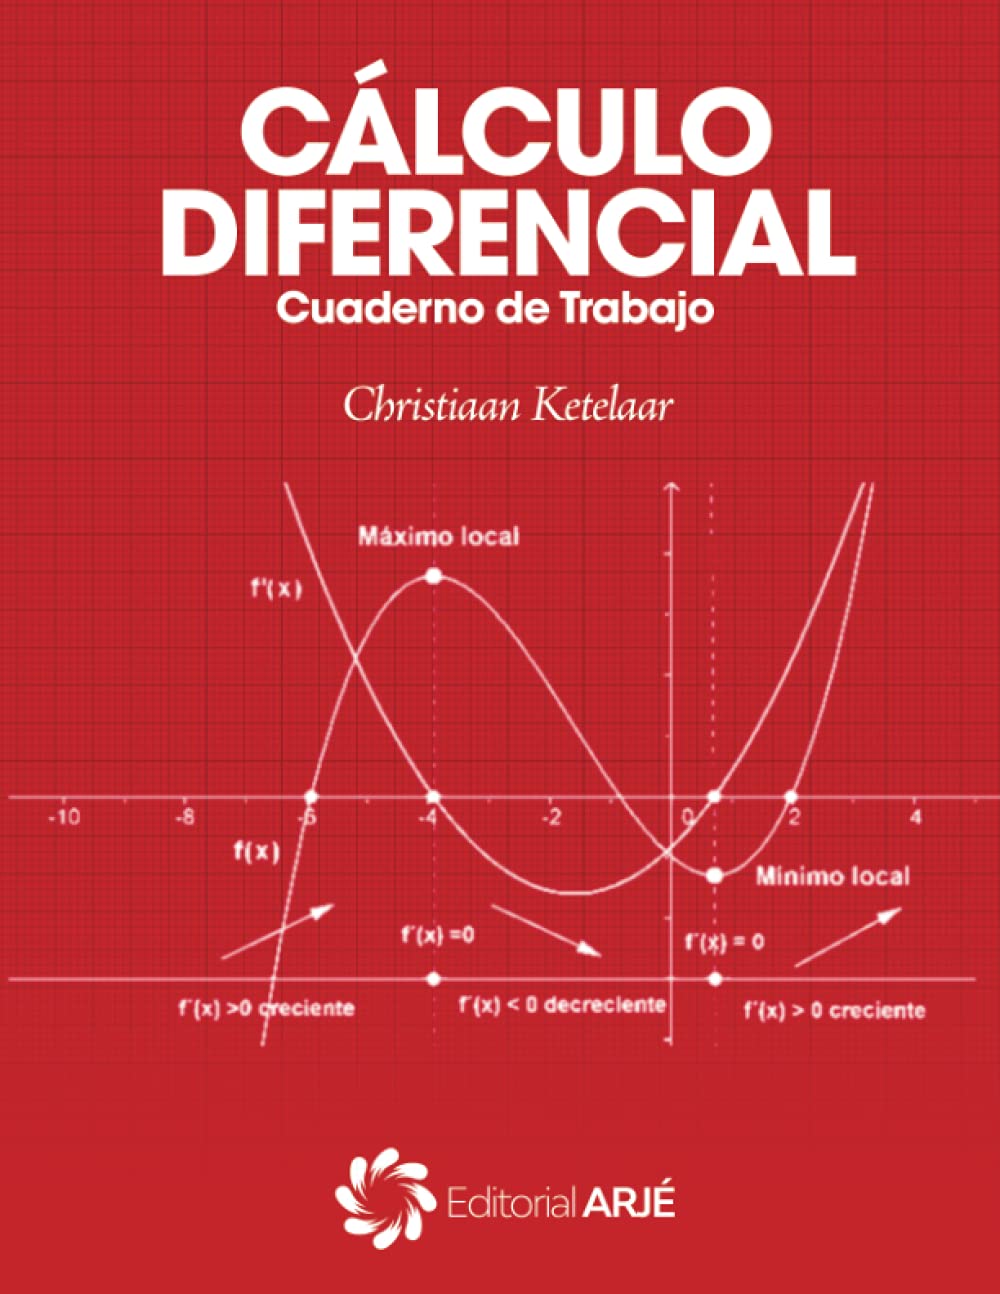 CÁLCULO
DIFERENCIAL
Cuaderno de Trabajo
Christiaan Ketelaar
Máximo local
f'(x)
-10 -8 -6 -4 -2 0 2 4
f(x)
Mínimo local
f´(x) =0
f´(x) = 0
f´(x) >0 creciente
f´(x) < 0 decreciente
f´(x) > 0 creciente
Editorial ARJÉ